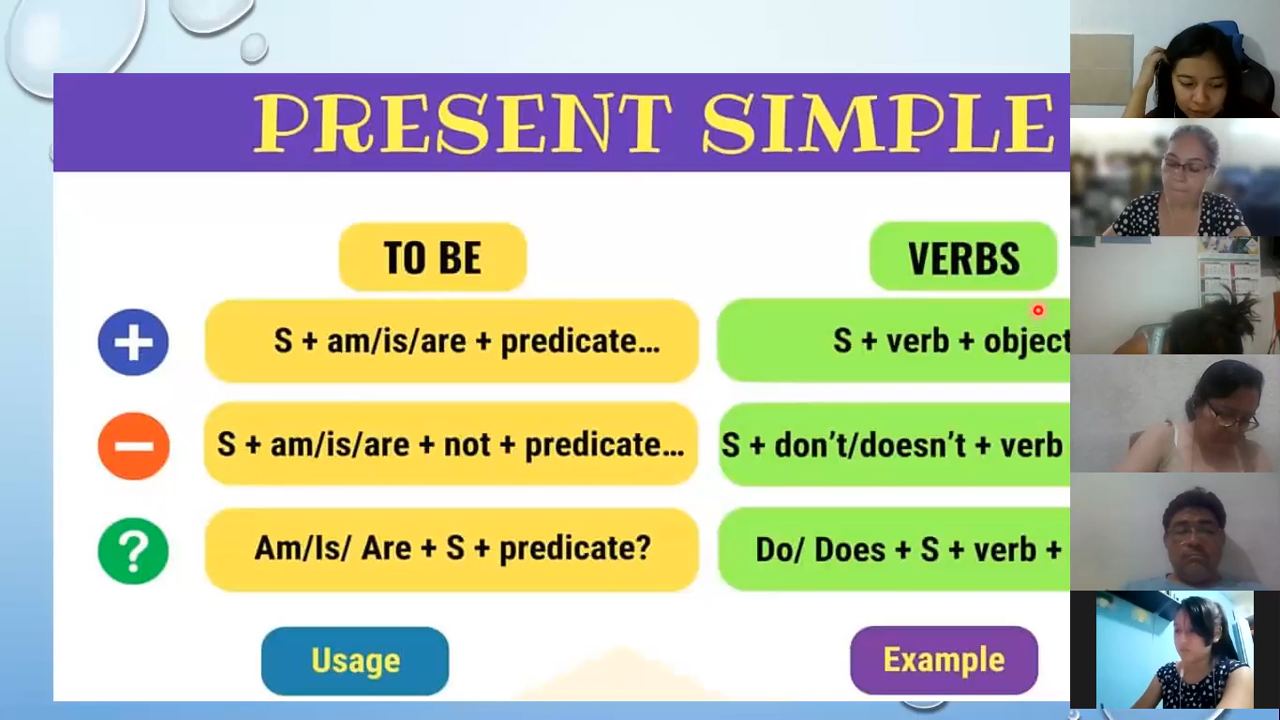 PRESENT SIMPLE
TO BE
VERBS
S + am/is/are + predicate...
S + verb + object
S + am/is/are + not + predicate...
S + don't/doesn't + verb
Am/Is/ Are + S + predicate?
Do/ Does + S + verb +
Usage
Example